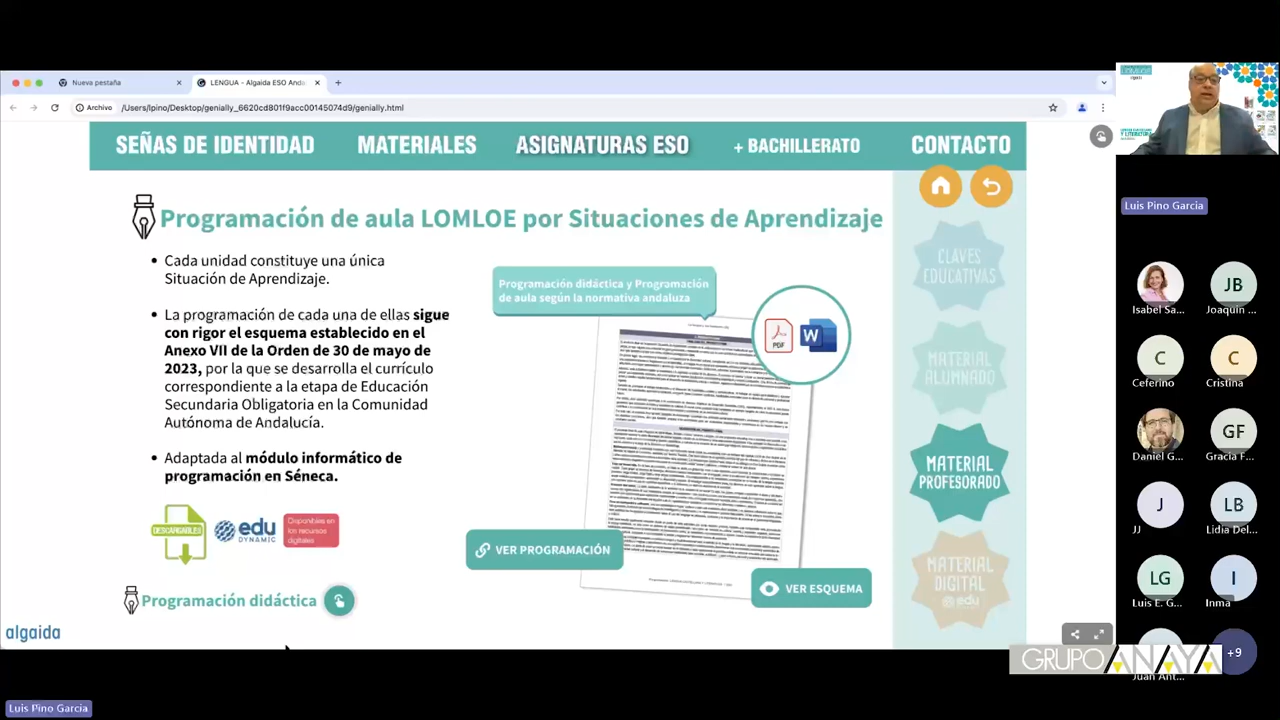 Nueva pestaña
LENGUA - Algaida ESO Anda
Archivo
/Users/lpino/Desktop/genially_6620cd801f9acc00145074d9/genially.html
SEÑAS DE IDENTIDAD
MATERIALES
ASIGNATURAS ESO
+ BACHILLERATO
CONTACTO
Programación de aula LOMLOE por Situaciones de Aprendizaje
• Cada unidad constituye una única
Situación de Aprendizaje.
• La programación de cada una de ellas sigue
con rigor el esquema establecido en el
Anexo VII de la Orden de 30 de mayo de
2023, por la que se desarrolla el currículo
correspondiente a la etapa de Educación
Secundaria Obligatoria en la Comunidad
Autónoma de Andalucía.
• Adaptada al módulo informático de
programación en Séneca.
DESCARGABLES
edu
DYNAMIC
Disponibles en
los recursos
digitales
Programación didáctica
algaida
Programación didáctica y Programación
de aula según la normativa andaluza
PDF
W
VER PROGRAMACIÓN
VER ESQUEMA
CLAVES
EDUCATIVAS
MATERIAL
ALUMNADO
MATERIAL
PROFESORADO
MATERIAL
DIGITAL
edu
Luis Pino Garcia
Isabel Sa...
JB
Joaquin ...
C
Ceferino
C
Cristina
Daniel G...
GF
Gracia F...
J
JJ
LB
Lidia Del...
LG
Luis E. G...
I
Inma
Juan Ant...
+9
GRUPO ANAYA
Luis Pino Garcia